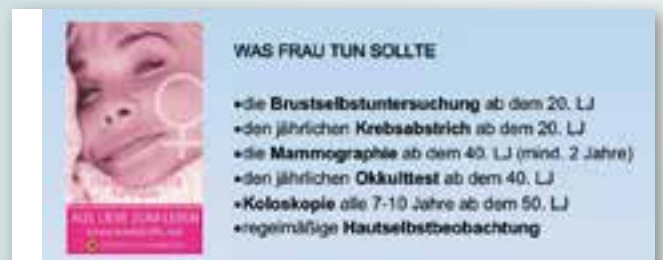 WAS FRAU TUN SOLLTE
•die Brustselbstuntersuchung ab dem 20. LJ
•den jährlichen Krebsabstrich ab dem 20. LJ
•die Mammographie ab dem 40. LJ (mind. 2 Jahre)
•den jährlichen Okkulttest ab dem 40. LJ
•Koloskopie alle 7-10 Jahre ab dem 50. LJ
•regelmäßige Hautselbstbeobachtung
AUS LIEBE ZUM LEBEN